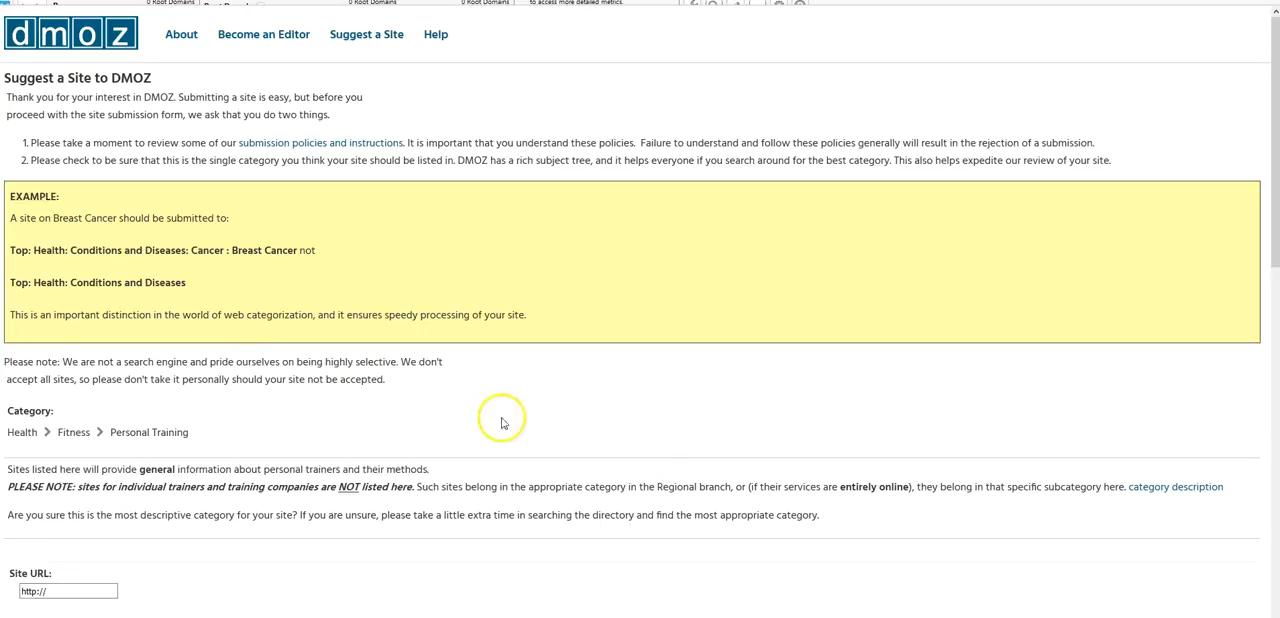 0 Root Domains 0 Root Domains 0 Root Domains to access more detailed metrics.
dmoz About Become an Editor Suggest a Site Help
Suggest a Site to DMOZ
Thank you for your interest in DMOZ. Submitting a site is easy, but before you
proceed with the site submission form, we ask that you do two things.
1. Please take a moment to review some of our submission policies and instructions. It is important that you understand these policies. Failure to understand and follow these policies generally will result in the rejection of a submission.
2. Please check to be sure that this is the single category you think your site should be listed in. DMOZ has a rich subject tree, and it helps everyone if you search around for the best category. This also helps expedite our review of your site.
EXAMPLE:
A site on Breast Cancer should be submitted to:
Top: Health: Conditions and Diseases: Cancer : Breast Cancer not
Top: Health: Conditions and Diseases
This is an important distinction in the world of web categorization, and it ensures speedy processing of your site.
Please note: We are not a search engine and pride ourselves on being highly selective. We don't
accept all sites, so please don't take it personally should your site not be accepted.
Category:
Health > Fitness > Personal Training
Sites listed here will provide general information about personal trainers and their methods.
PLEASE NOTE: sites for individual trainers and training companies are NOT listed here. Such sites belong in the appropriate category in the Regional branch, or (if their services are entirely online), they belong in that specific subcategory here. category description
Are you sure this is the most descriptive category for your site? If you are unsure, please take a little extra time in searching the directory and find the most appropriate category.
Site URL:
http://